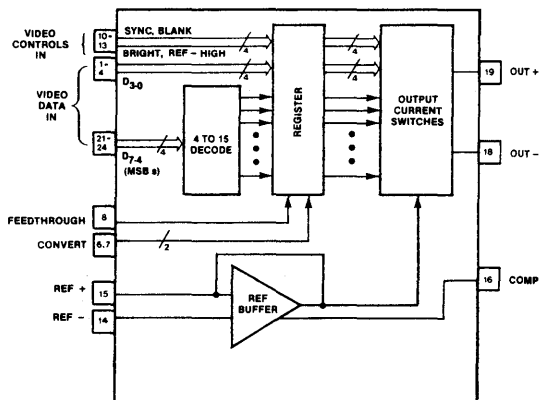 VIDEO
CONTROLS
IN
10-
13
SYNC, BLANK
BRIGHT, REF - HIGH
4
4
1-
4
D3-0
4
4
VIDEO
DATA
IN
21-
24
D7-4
(MSB s)
4
4 TO 15
DECODE
REGISTER
OUTPUT
CURRENT
SWITCHES
19
OUT +
18
OUT -
FEEDTHROUGH
8
CONVERT
6,7
2
REF +
15
REF -
14
REF
BUFFER
16
COMP